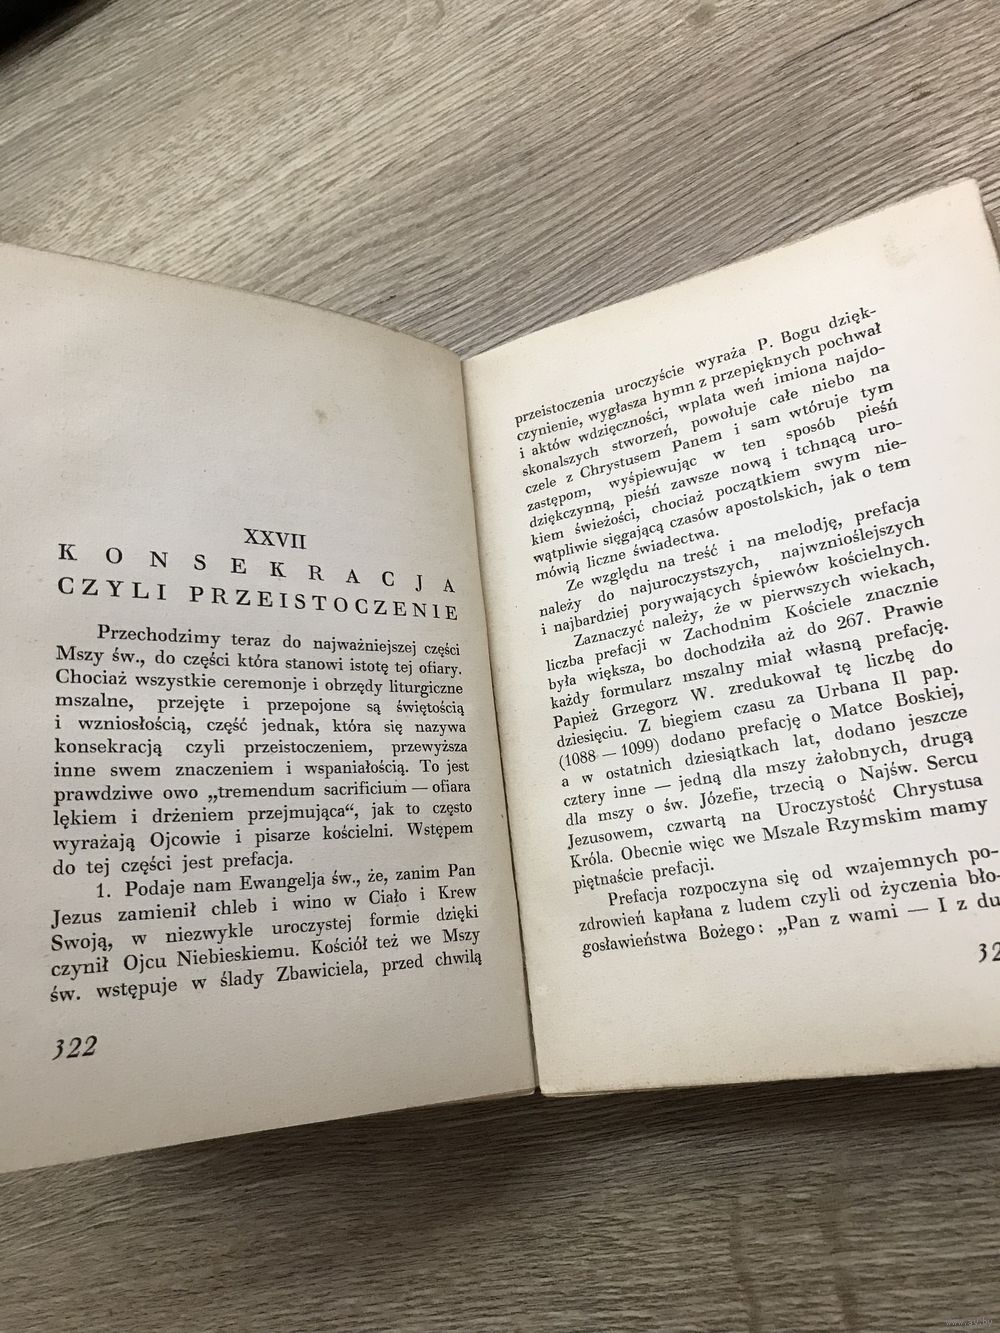 XXVII
KONSEKRACJA
CZYLI PRZEISTOCZENIE
Przechodzimy teraz do najważniejszej części
Mszy św., do części która stanowi istotę tej ofiary.
Chociaż wszystkie ceremonje i obrzędy liturgiczne
mszalne, przejęte i przepojone są świętością
i wzniosłością, część jednak, która się nazywa
konsekracją czyli przeistoczeniem, przewyższa
inne swem znaczeniem i wspaniałością. To jest
prawdziwe owo „tremendum sacrificium — ofiara
lękiem i drżeniem przejmująca“, jak to często
wyrażają Ojcowie i pisarze kościelni. Wstępem
do tej części jest prefacja.
1. Podaje nam Ewangelja św., że, zanim Pan
Jezus zamienił chleb i wino w Ciało i Krew
Swoją, w niezwykle uroczystej formie dzięki
czynił Ojcu Niebieskiemu. Kościół też we Mszy
św. wstępuje w ślady Zbawiciela, przed chwilą
322
przeistoczenia uroczyście wyraża P. Bogu dzięk-
czynienie, wygłasza hymn z przepięknych pochwał
i aktów wdzięczności, wplata weń imiona najdo-
skonalszych stworzeń, powołuje całe niebo na
czele z Chrystusem Panem i sam wtóruje tym
zastępom, wyśpiewując w ten sposób pieśń
dziękczynną, pieśń zawsze nową i tchnącą uro-
kiem świeżości, chociaż początkiem swym nie-
wątpliwie sięgającą czasów apostolskich, jak o tem
mówią liczne świadectwa.
Ze względu na treść i na melodję, prefacja
należy do najuroczystszych, najwznioślejszych
i najbardziej porywających śpiewów kościelnych.
Zaznaczyć należy, że w pierwszych wiekach,
liczba prefacji w Zachodnim Kościele znacznie
była większa, bo dochodziła aż do 267. Prawie
każdy formularz mszalny miał własną prefację.
Papież Grzegorz W. zredukował tę liczbę do
dziesięciu. Z biegiem czasu za Urbana II pap.
(1088 — 1099) dodano prefację o Matce Boskiej,
a w ostatnich dziesiątkach lat, dodano jeszcze
cztery inne — jedną dla mszy żałobnych, drugą
dla mszy o św. Józefie, trzecią o Najśw. Sercu
Jezusowem, czwartą na Uroczystość Chrystusa
Króla. Obecnie więc we Mszale Rzymskim mamy
piętnaście prefacji.
Prefacja rozpoczyna się od wzajemnych po-
zdrowień kapłana z ludem czyli od życzenia bło-
gosławieństwa Bożego: „Pan z wami — I z du
32